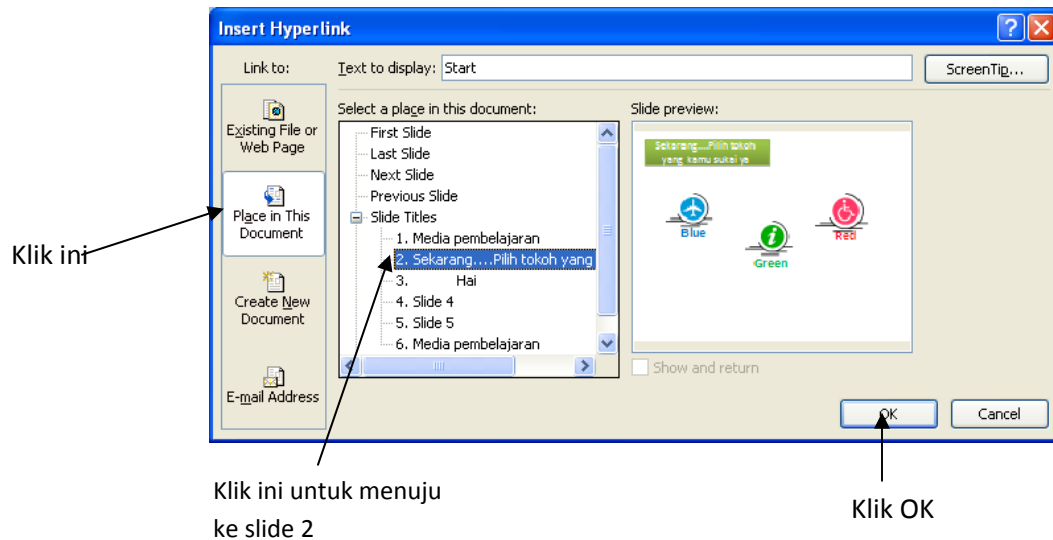 Insert Hyperlink
Link to:
Text to display: Start
ScreenTip...
Existing File or
Web Page
Place in This
Document
Create New
Document
E-mail Address
Select a place in this document:
First Slide
Last Slide
Next Slide
Previous Slide
Slide Titles
1. Media pembelajaran
2. Sekarang....Pilih tokoh yang
3. Hai
4. Slide 4
5. Slide 5
6. Media pembelajaran
Slide preview:
Sekarang....Pilih tokoh
yang kamu sukai ya
Blue
Green
Red
Show and return
OK
Cancel
Klik ini
Klik ini untuk menuju
ke slide 2
Klik OK